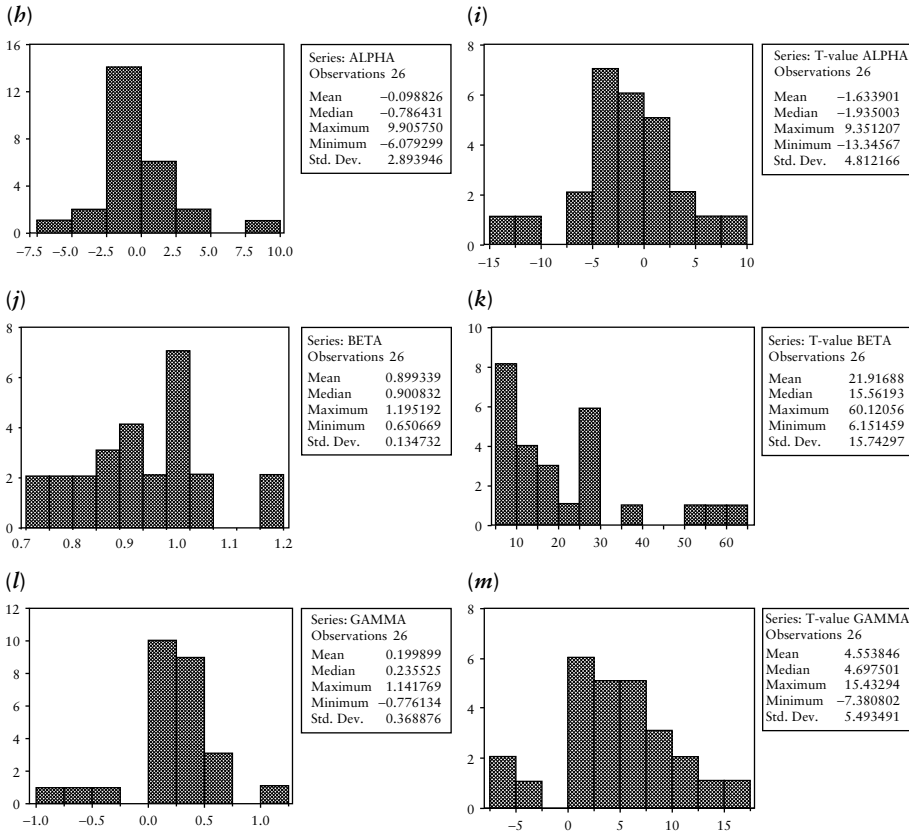 (h)
16
12
8
4
0
−7.5 −5.0 −2.5 0.0 2.5 5.0 7.5 10.0
Series: ALPHA
Observations 26
Mean −0.098826
Median −0.786431
Maximum 9.905750
Minimum −6.079299
Std. Dev. 2.893946
(i)
8
6
4
2
0
−15 −10 −5 0 5 10
Series: T-value ALPHA
Observations 26
Mean −1.633901
Median −1.935003
Maximum 9.351207
Minimum −13.34567
Std. Dev. 4.812166
(j)
8
6
4
2
0
0.7 0.8 0.9 1.0 1.1 1.2
Series: BETA
Observations 26
Mean 0.899339
Median 0.900832
Maximum 1.195192
Minimum 0.650669
Std. Dev. 0.134732
(k)
10
8
6
4
2
0
10 20 30 40 50 60
Series: T-value BETA
Observations 26
Mean 21.91688
Median 15.56193
Maximum 60.12056
Minimum 6.151459
Std. Dev. 15.74297
(l)
12
10
8
6
4
2
0
−1.0 −0.5 0.0 0.5 1.0
Series: GAMMA
Observations 26
Mean 0.199899
Median 0.235525
Maximum 1.141769
Minimum −0.776134
Std. Dev. 0.368876
(m)
8
6
4
2
0
−5 0 5 10 15
Series: T-value GAMMA
Observations 26
Mean 4.553846
Median 4.697501
Maximum 15.43294
Minimum −7.380802
Std. Dev. 5.493491